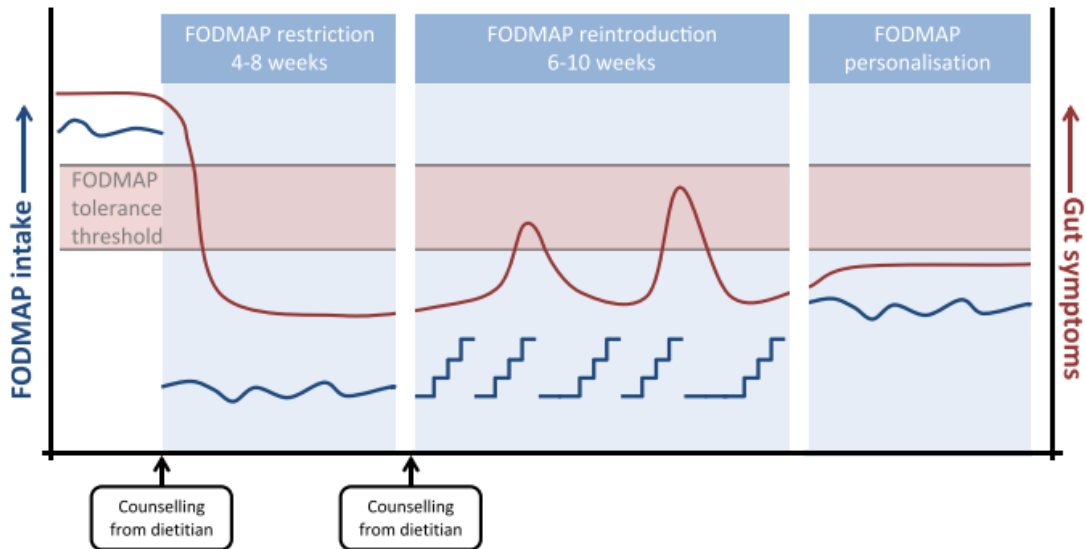 FODMAP restriction
4-8 weeks
FODMAP reintroduction
6-10 weeks
FODMAP
personalisation
FODMAP
tolerance
threshold
FODMAP intake
Gut symptoms
Counselling
from dietitian
Counselling
from dietitian